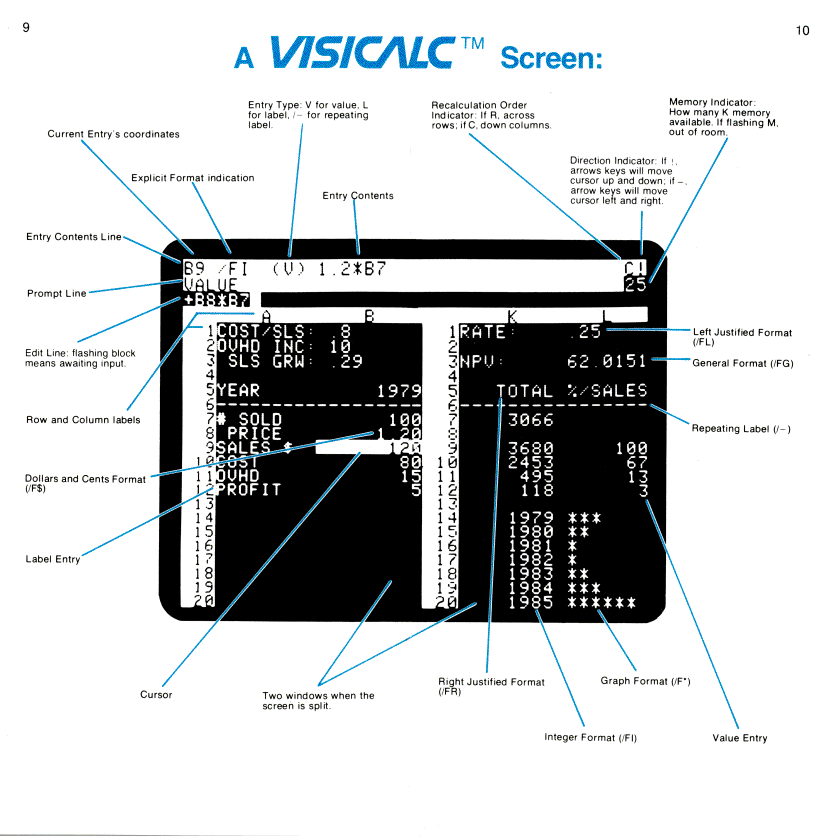 9
10
A VISICALC™ Screen:
Entry Type: V for value, L
for label, /– for repeating
label.
Recalculation Order
Indicator: If R, across
rows; if C, down columns.
Memory Indicator:
How many K memory
available. If flashing M,
out of room.
Current Entry's coordinates
Explicit Format indication
Entry Contents
Direction Indicator: If !,
arrows keys will move
cursor up and down; if –,
arrow keys will move
cursor left and right.
Entry Contents Line
Prompt Line
Edit Line: flashing block
means awaiting input.
Row and Column labels
Dollars and Cents Format
(/F$)
Label Entry
B9 /FI (V) 1.2*B7 C!
VALUE 25
+B8*B7
A B K L
1 COST/SLS: .8 1 RATE: .25
2 OVHD INC: 10 2
3 SLS GRW: .29 3 NPV: 62.0151
4 4
5 YEAR 1979 5 TOTAL %/SALES
6 ------------------- 6 ------------------
7 # SOLD 100 7 3066
8 PRICE 1.20 8
9 SALES $ 120 9 3680 100
10 COST 80 10 2453 67
11 OVHD 15 11 495 13
12 PROFIT 5 12 118 3
13 13
14 14 1979 ***
15 15 1980 **
16 16 1981 *
17 17 1982 *
18 18 1983 **
19 19 1984 ***
20 20 1985 ******
Left Justified Format
(/FL)
General Format (/FG)
Repeating Label (/–)
Cursor
Two windows when the
screen is split.
Right Justified Format
(/FR)
Graph Format (/F*)
Integer Format (/FI)
Value Entry